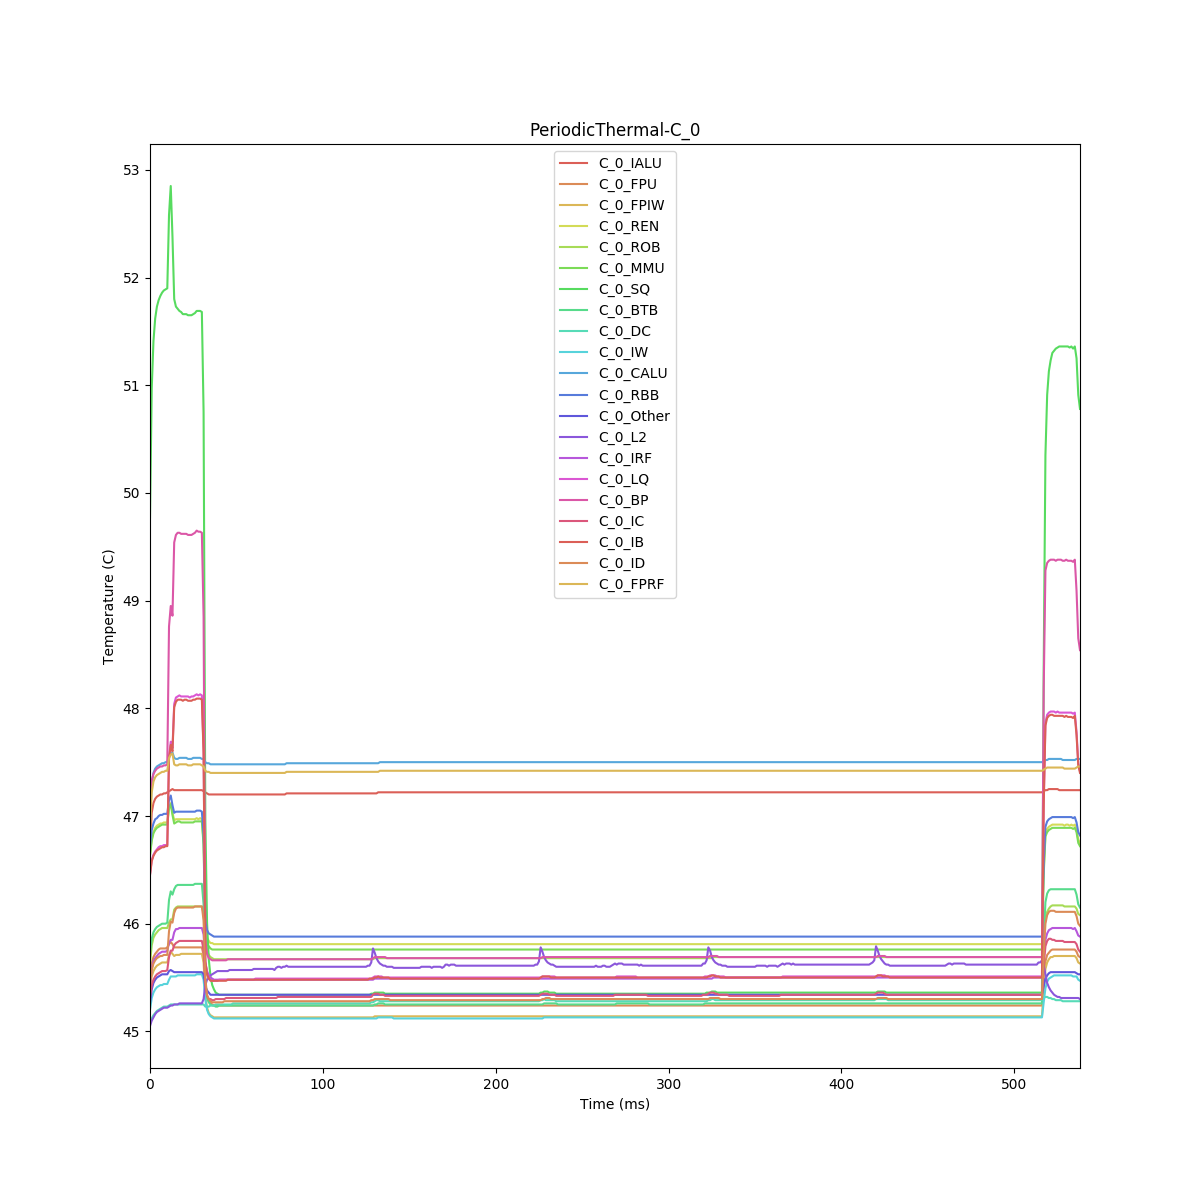 PeriodicThermal-C_0
C_0_IALU
C_0_FPU
C_0_FPIW
C_0_REN
C_0_ROB
C_0_MMU
C_0_SQ
C_0_BTB
C_0_DC
C_0_IW
C_0_CALU
C_0_RBB
C_0_Other
C_0_L2
C_0_IRF
C_0_LQ
C_0_BP
C_0_IC
C_0_IB
C_0_ID
C_0_FPRF
53
52
51
50
49
48
47
46
45
Temperature (C)
0 100 200 300 400 500
Time (ms)